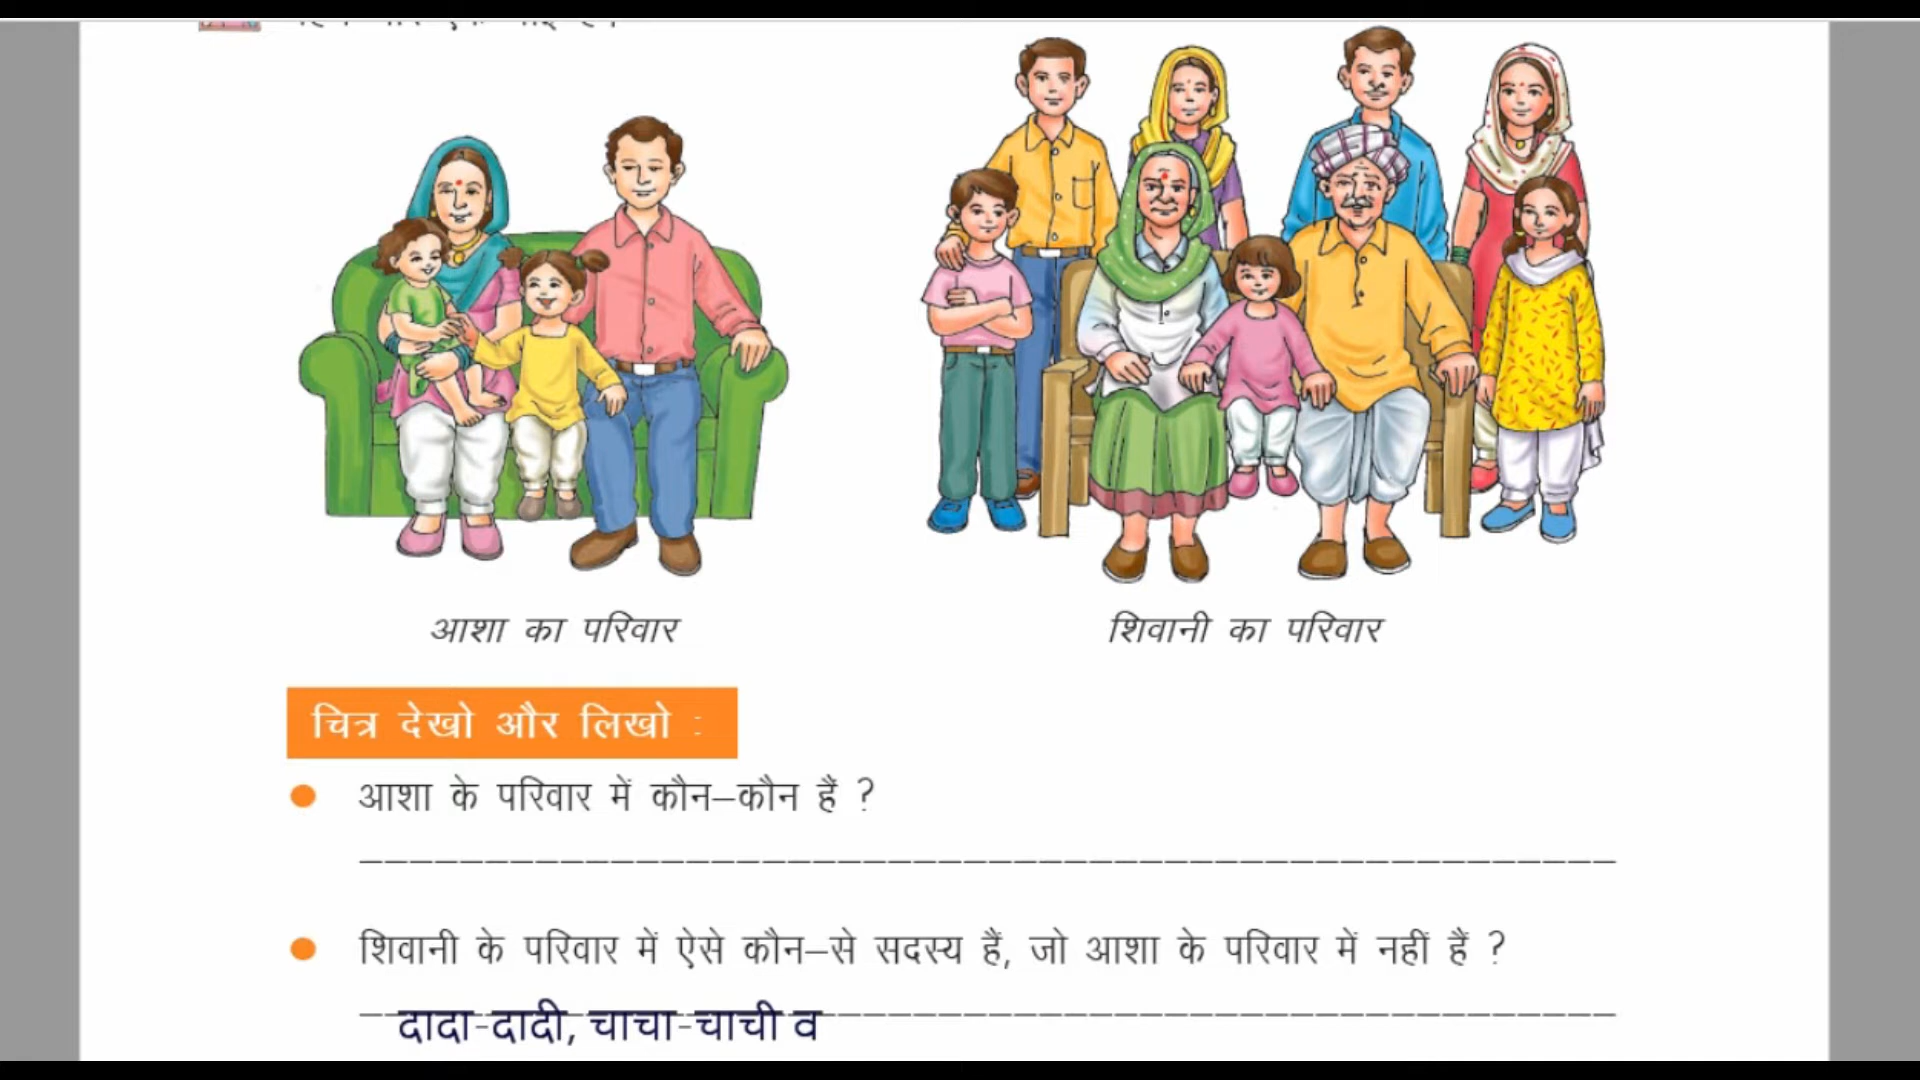 आशा का परिवार
शिवानी का परिवार
चित्र देखो और लिखो :
आशा के परिवार में कौन–कौन हैं ?
शिवानी के परिवार में ऐसे कौन–से सदस्य हैं, जो आशा के परिवार में नहीं हैं ?
दादा-दादी, चाचा-चाची व